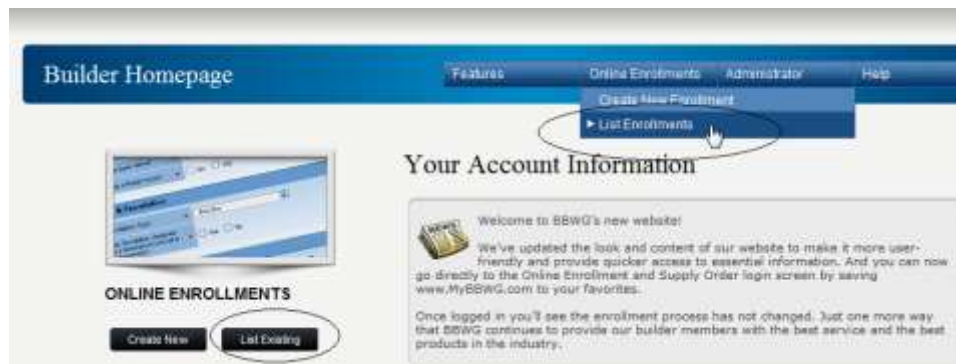 Builder Homepage
Features Online Enrollments Administrator Help
Create New Enrollment
List Enrollments
Your Account Information
Welcome to BBWG's new website!
We've updated the look and content of our website to make it more user-
friendly and provide quicker access to essential information. And you can now
go directly to the Online Enrollment and Supply Order login screen by saving
www.MyBBWG.com to your favorites.
Once logged in you'll see the enrollment process has not changed. Just one more way
that BBWG continues to provide our builder members with the best service and the best
products in the industry.
ONLINE ENROLLMENTS
Create New List Existing